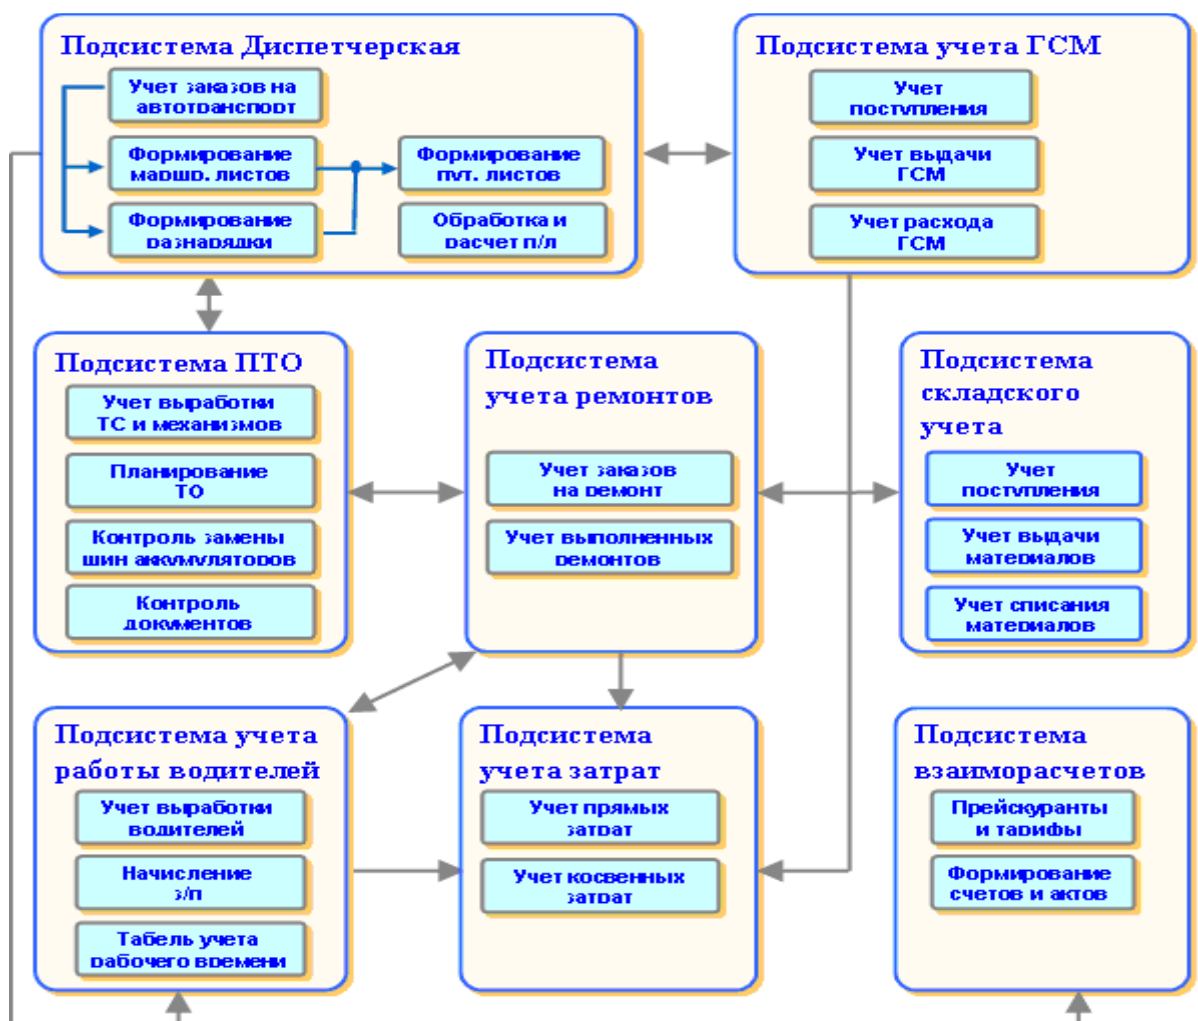 Подсистема Диспетчерская
Учет заказов на
автотранспорт
Формирование
маршр. листов
Формирование
разнарядки
Формирование
пут. листов
Обработка и
расчет п/л
Подсистема учета ГСМ
Учет
поступления
Учет выдачи
ГСМ
Учет расхода
ГСМ
Подсистема ПТО
Учет выработки
ТС и механизмов
Планирование
ТО
Контроль замены
шин аккумуляторов
Контроль
документов
Подсистема
учета ремонтов
Учет заказов
на ремонт
Учет выполненных
ремонтов
Подсистема
складского
учета
Учет
поступления
Учет выдачи
материалов
Учет списания
материалов
Подсистема учета
работы водителей
Учет выработки
водителей
Начисление
з/п
Табель учета
рабочего времени
Подсистема
учета затрат
Учет прямых
затрат
Учет косвенных
затрат
Подсистема
взаиморасчетов
Прейскуранты
и тарифы
Формирование
счетов и актов